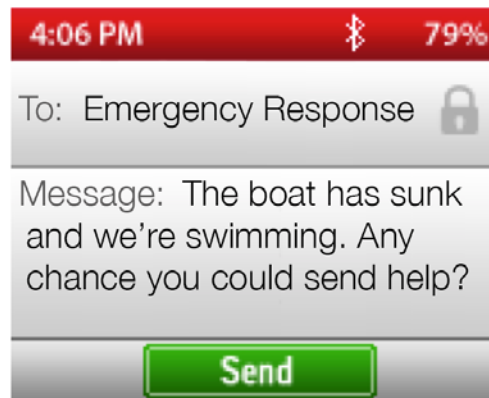 4:06 PM 79%
To: Emergency Response
Message: The boat has sunk
and we're swimming. Any
chance you could send help?
Send